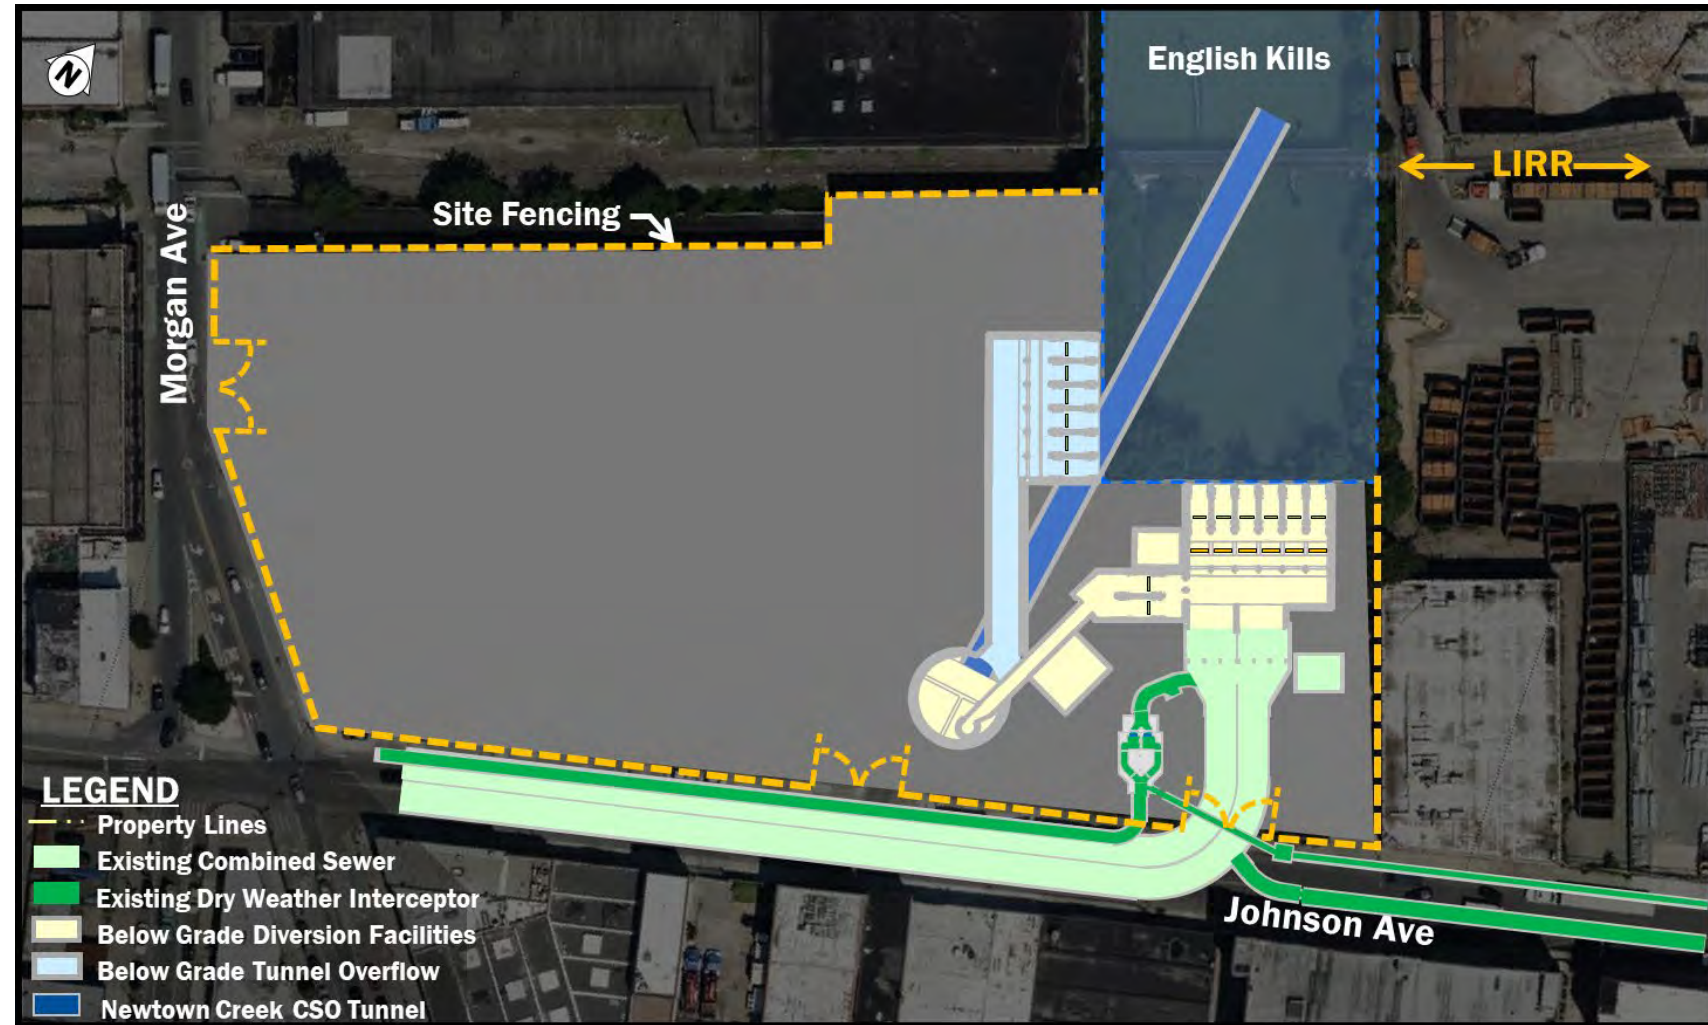 N
English Kills
LIRR
Site Fencing
Morgan Ave
LEGEND
Property Lines
Existing Combined Sewer
Existing Dry Weather Interceptor
Below Grade Diversion Facilities
Below Grade Tunnel Overflow
Newtown Creek CSO Tunnel
Johnson Ave